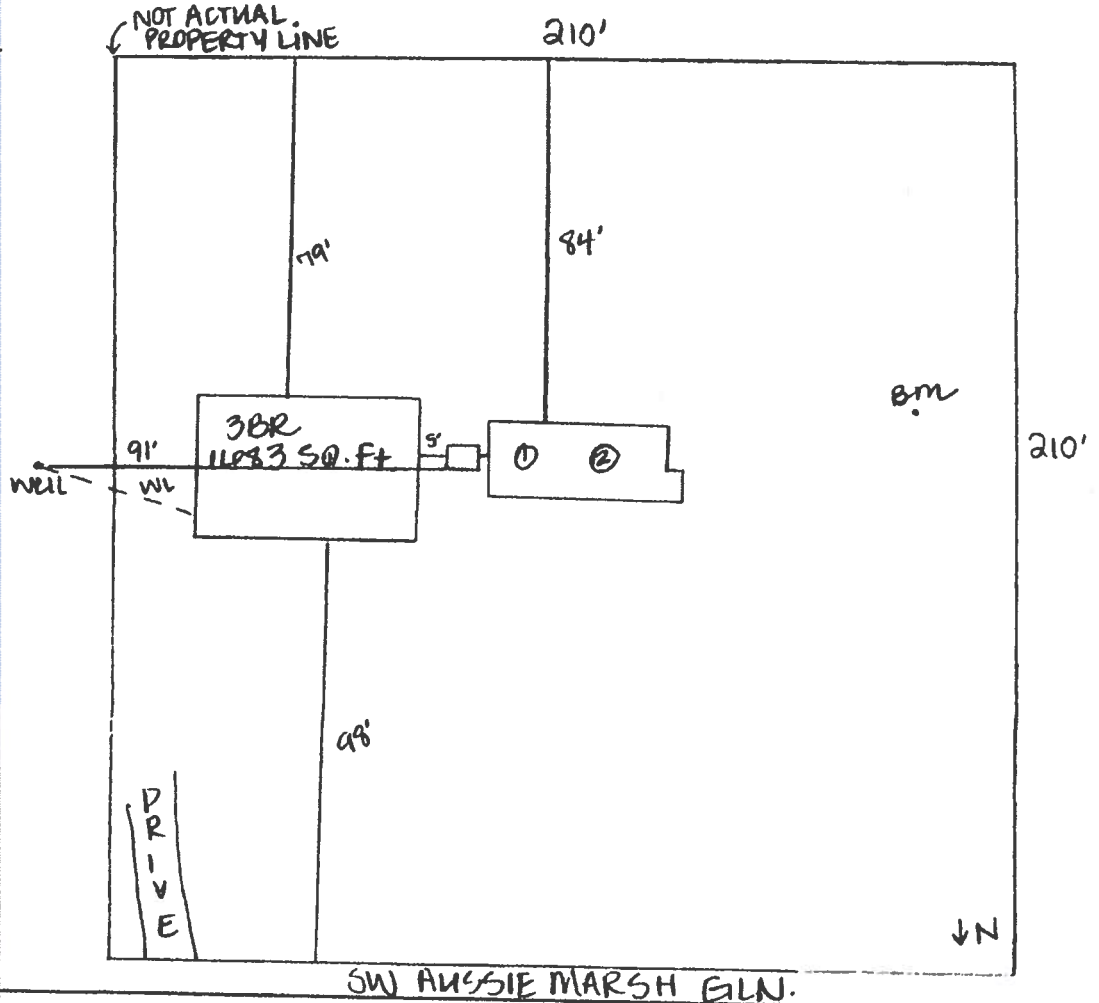 NOT ACTUAL.
PROPERTY LINE
210'
79'
84'
BM
3BR
1683 SQ. Ft
5'
91'
① ②
210'
WELL
WL
98'
DRIVE
↓N
SW AUSSIE MARSH GLN.